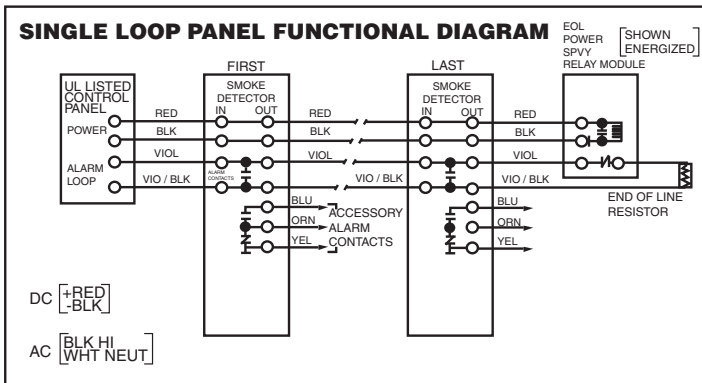 SINGLE LOOP PANEL FUNCTIONAL DIAGRAM
EOL
POWER
SPVY
RELAY MODULE
[SHOWN
ENERGIZED]
FIRST
LAST
UL LISTED
CONTROL
PANEL
POWER
ALARM
LOOP
SMOKE
DETECTOR
IN OUT
SMOKE
DETECTOR
IN OUT
RED
RED
RED
BLK
BLK
BLK
VIOL
VIOL
VIOL
VIO / BLK
VIO / BLK
VIO / BLK
ALARM
CONTACTS
BLU
ORN
YEL
ACCESSORY
ALARM
CONTACTS
BLU
ORN
YEL
END OF LINE
RESISTOR
DC [+RED
-BLK]
AC [BLK HI
WHT NEUT]